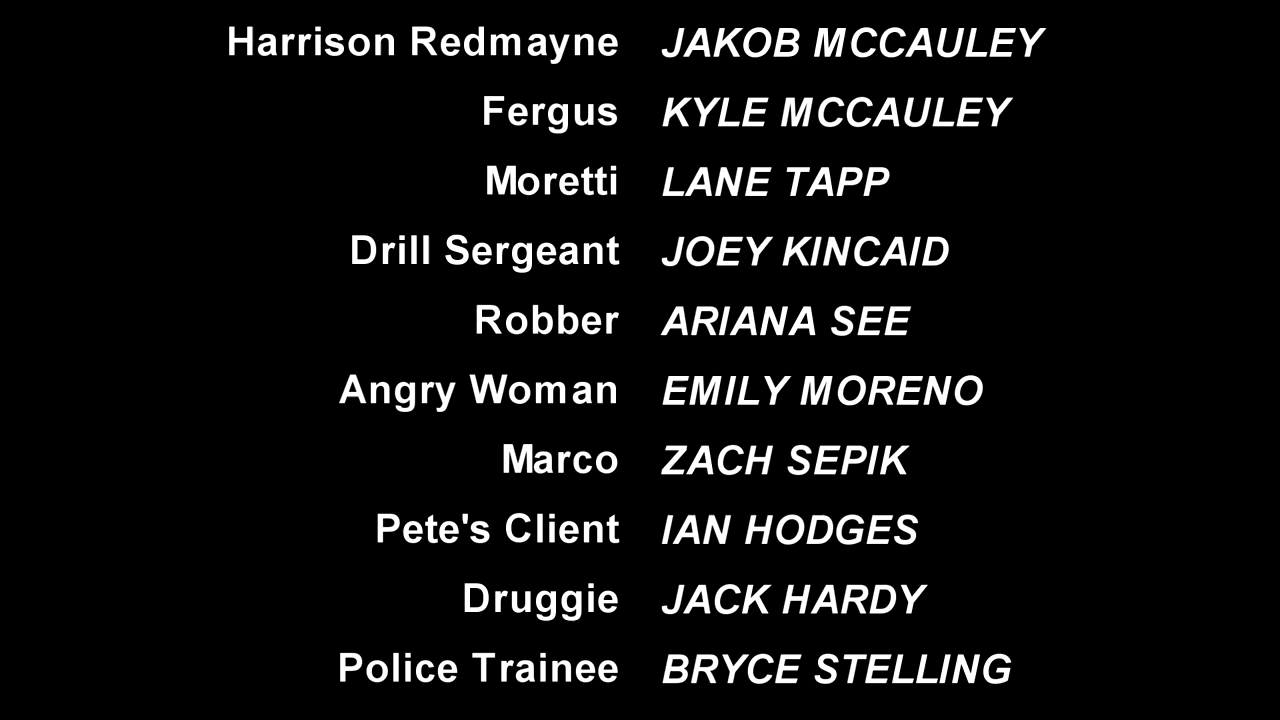 Harrison Redmayne JAKOB MCCAULEY
Fergus KYLE MCCAULEY
Moretti LANE TAPP
Drill Sergeant JOEY KINCAID
Robber ARIANA SEE
Angry Woman EMILY MORENO
Marco ZACH SEPIK
Pete's Client IAN HODGES
Druggie JACK HARDY
Police Trainee BRYCE STELLING